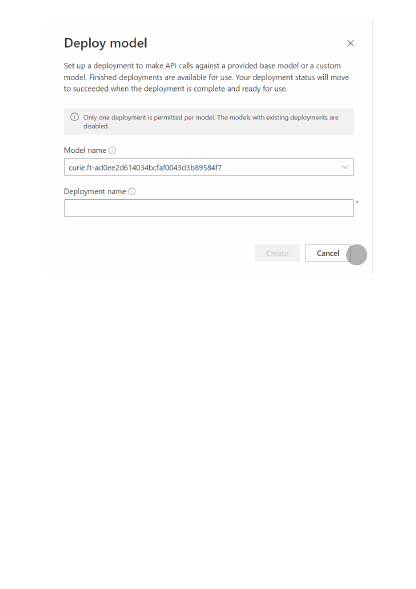 Deploy model
Set up a deployment to make API calls against a provided base model or a custom
model. Finished deployments are available for use. Your deployment status will move
to succeeded when the deployment is complete and ready for use.
Only one deployment is permitted per model. The models with existing deployments are
disabled.
Model name
curie.ft-ad0ee2d614034bcfaf0043d3b89584f7
Deployment name
*
Create
Cancel